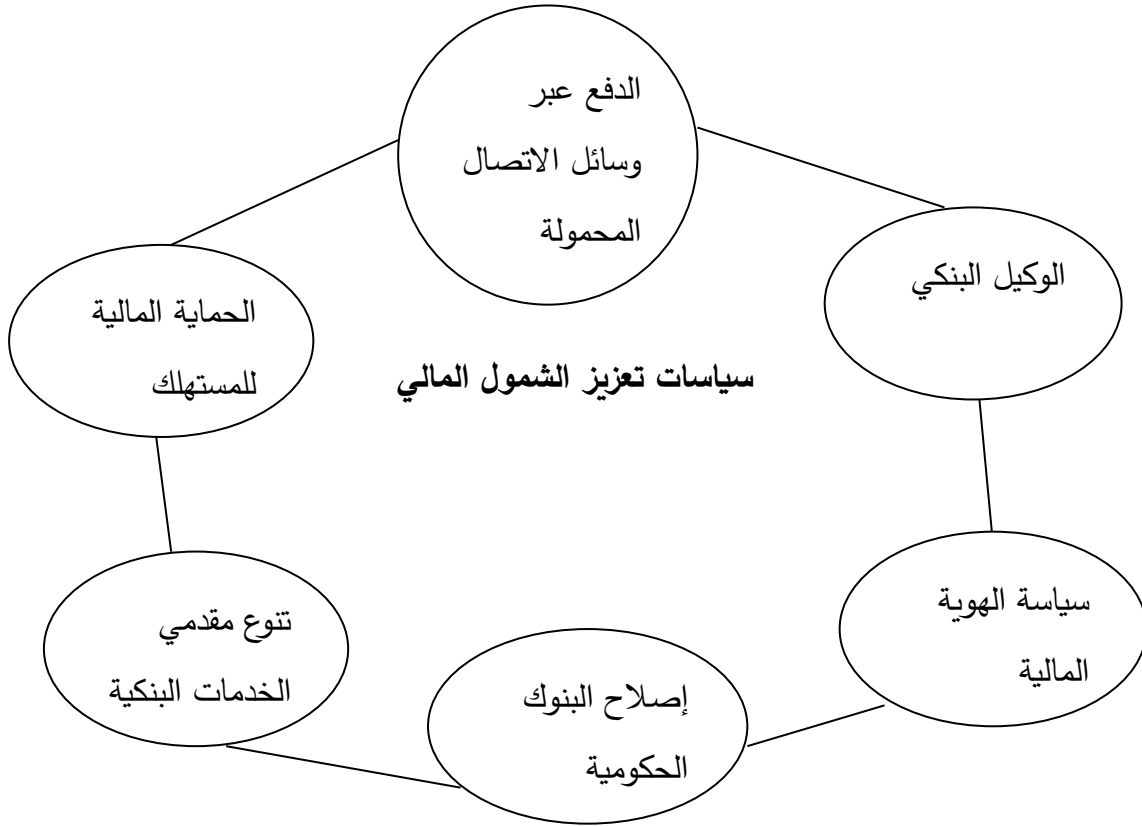 الدفع عبر
وسائل الاتصال
المحمولة
الوكيل البنكي
الحماية المالية
للمستهلك
سياسات تعزيز الشمول المالي
سياسة الهوية
المالية
تنوع مقدمي
الخدمات البنكية
إصلاح البنوك
الحكومية